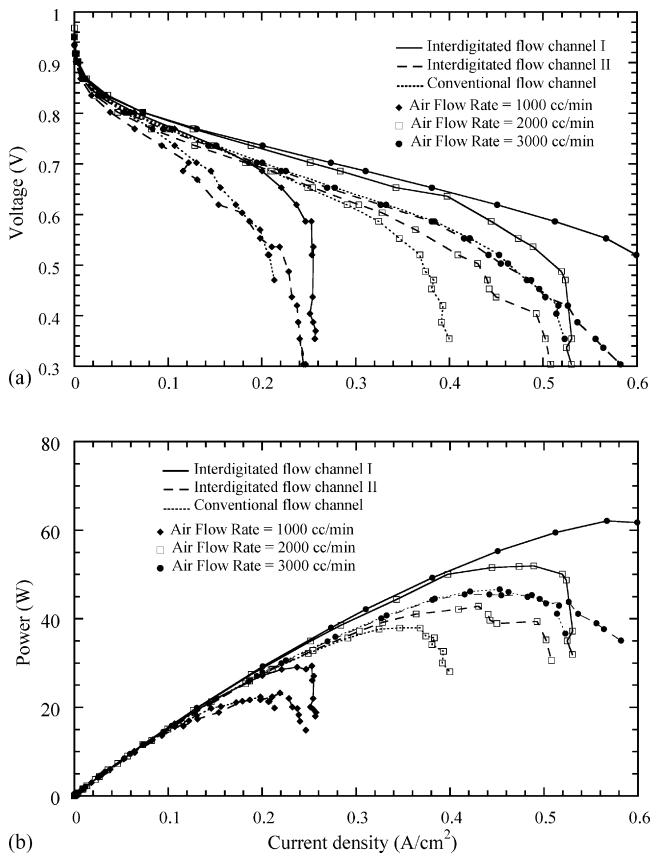 1
0.9
0.8
0.7
0.6
0.5
0.4
0.3
Voltage (V)
Interdigitated flow channel I
Interdigitated flow channel II
Conventional flow channel
Air Flow Rate = 1000 cc/min
Air Flow Rate = 2000 cc/min
Air Flow Rate = 3000 cc/min
0 0.1 0.2 0.3 0.4 0.5 0.6
(a)
80
60
40
20
0
Power (W)
Interdigitated flow channel I
Interdigitated flow channel II
Conventional flow channel
Air Flow Rate = 1000 cc/min
Air Flow Rate = 2000 cc/min
Air Flow Rate = 3000 cc/min
0 0.1 0.2 0.3 0.4 0.5 0.6
(b)
Current density (A/cm²)